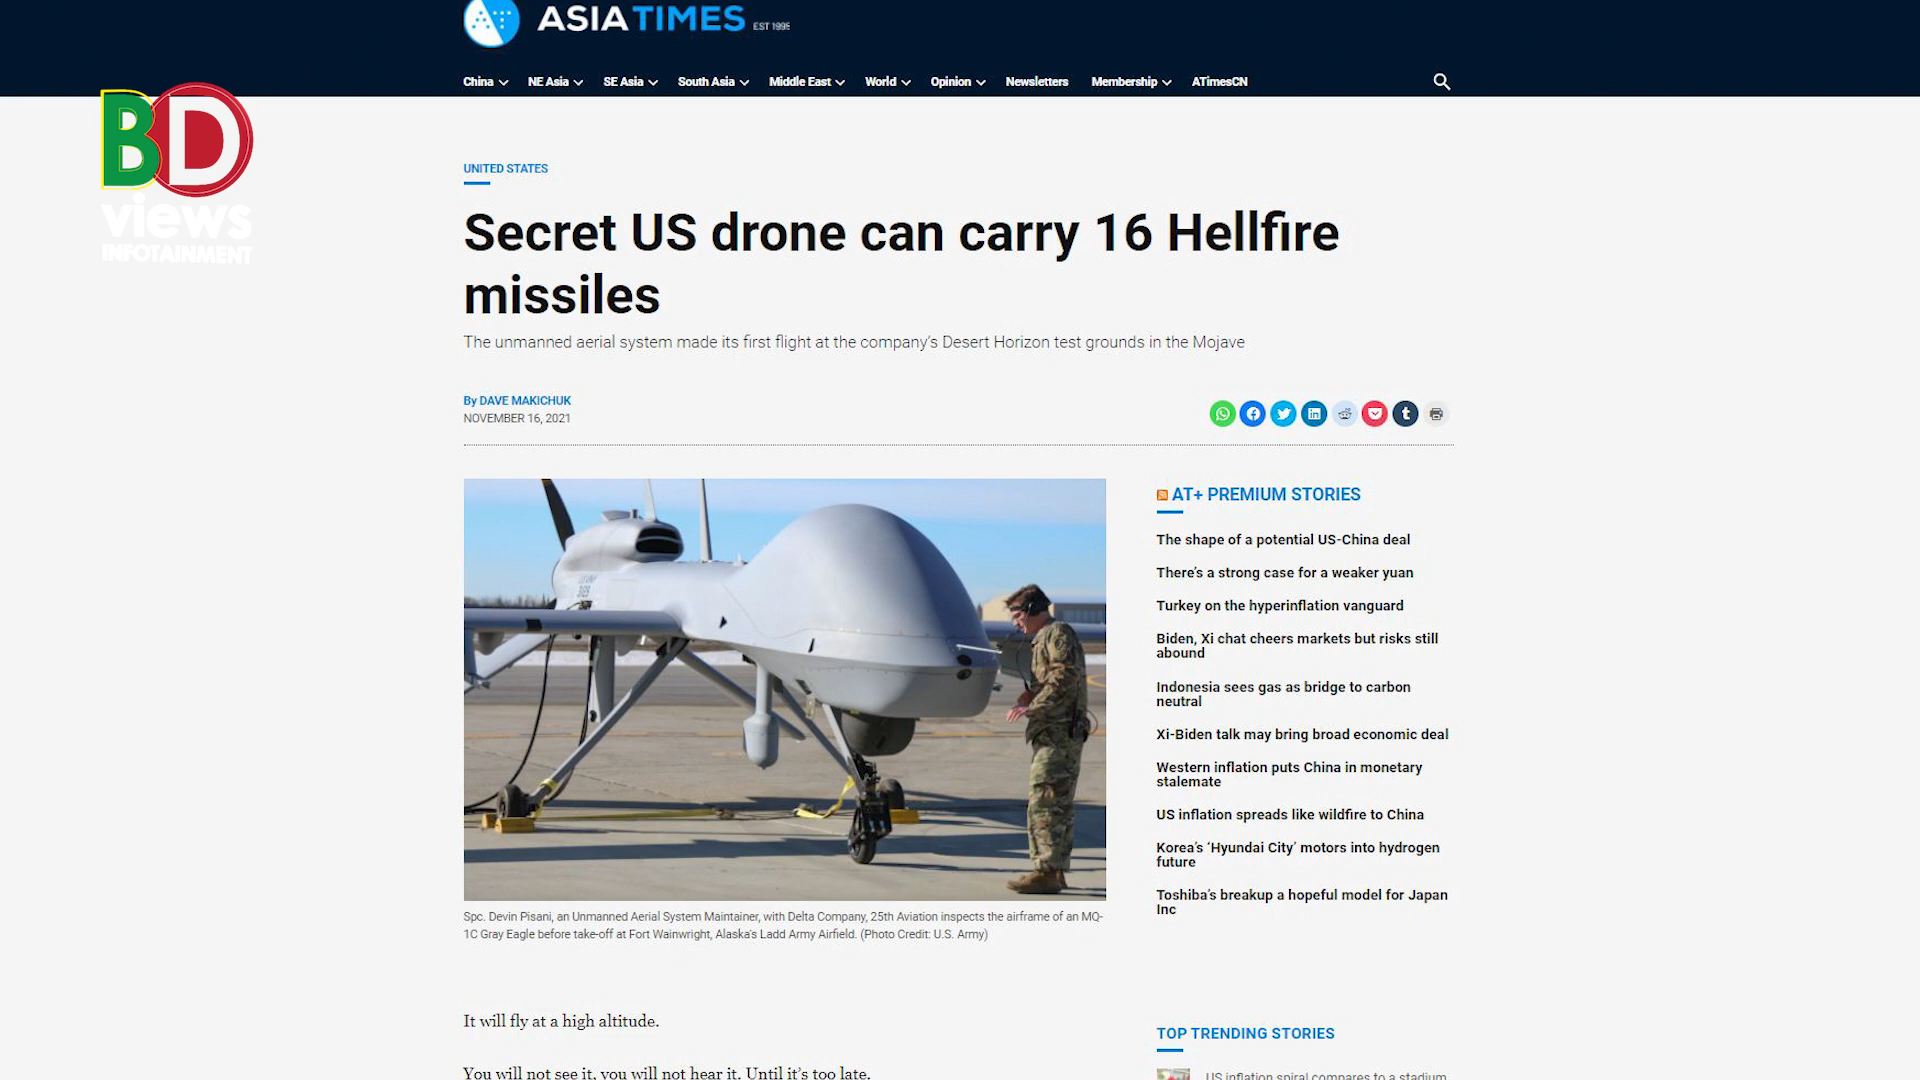 ASIA TIMES EST 1995
China NE Asia SE Asia South Asia Middle East World Opinion Newsletters Membership ATimesCN
BD
views
INFOTAINMENT
UNITED STATES
Secret US drone can carry 16 Hellfire
missiles
The unmanned aerial system made its first flight at the company's Desert Horizon test grounds in the Mojave
By DAVE MAKICHUK
NOVEMBER 16, 2021
Spc. Devin Pisani, an Unmanned Aerial System Maintainer, with Delta Company, 25th Aviation inspects the airframe of an MQ-
1C Gray Eagle before take-off at Fort Wainwright, Alaska's Ladd Army Airfield. (Photo Credit: U.S. Army)
It will fly at a high altitude.
You will not see it, you will not hear it. Until it's too late.
AT+ PREMIUM STORIES
The shape of a potential US-China deal
There's a strong case for a weaker yuan
Turkey on the hyperinflation vanguard
Biden, Xi chat cheers markets but risks still
abound
Indonesia sees gas as bridge to carbon
neutral
Xi-Biden talk may bring broad economic deal
Western inflation puts China in monetary
stalemate
US inflation spreads like wildfire to China
Korea's ‘Hyundai City’ motors into hydrogen
future
Toshiba's breakup a hopeful model for Japan
Inc
TOP TRENDING STORIES
US inflation spiral compares to a stadium